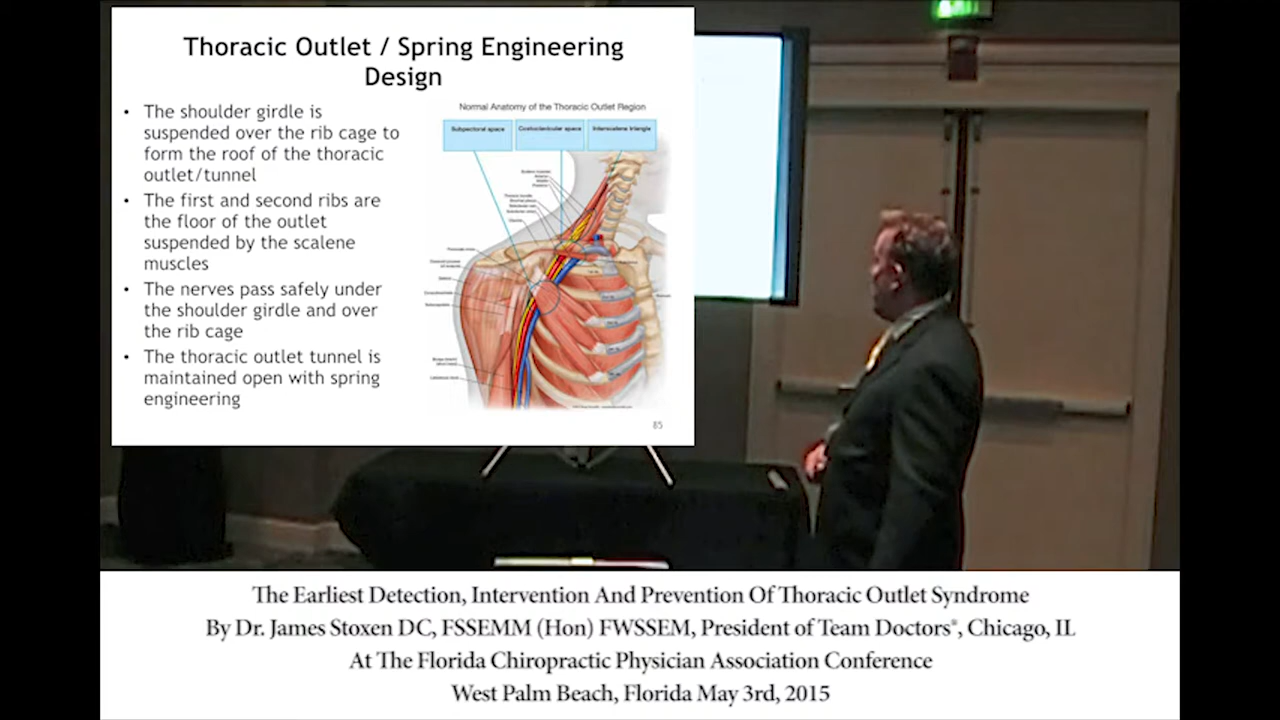 Thoracic Outlet / Spring Engineering
Design
• The shoulder girdle is
suspended over the rib cage to
form the roof of the thoracic
outlet/tunnel
• The first and second ribs are
the floor of the outlet
suspended by the scalene
muscles
• The nerves pass safely under
the shoulder girdle and over
the rib cage
• The thoracic outlet tunnel is
maintained open with spring
engineering
Normal Anatomy of the Thoracic Outlet Region
Subpectoral space Costoclavicular space Interscalene triangle
85
The Earliest Detection, Intervention And Prevention Of Thoracic Outlet Syndrome
By Dr. James Stoxen DC, FSSEMM (Hon) FWSSEM, President of Team Doctors®, Chicago, IL
At The Florida Chiropractic Physician Association Conference
West Palm Beach, Florida May 3rd, 2015